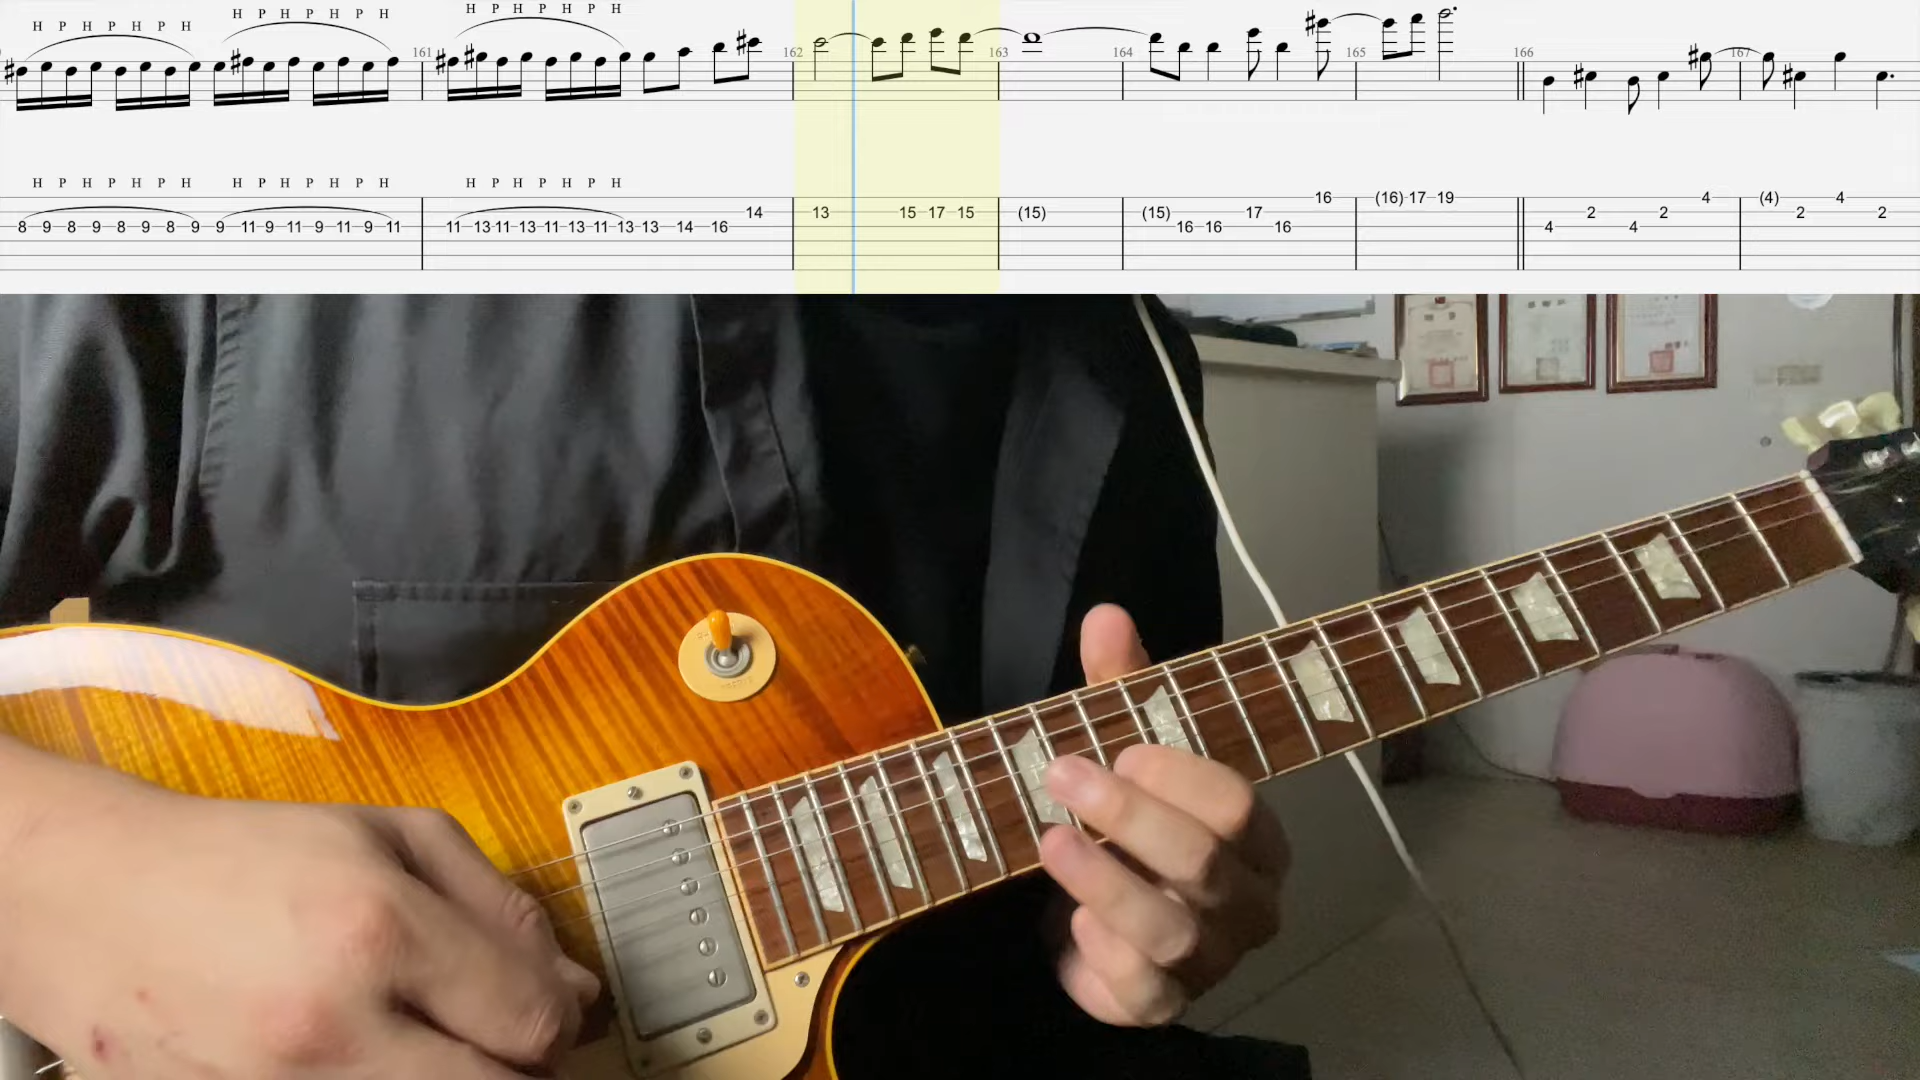 H P H P H P H H P H P H P H H P H P H P H
161 162 163 164 165 166 167
H P H P H P H H P H P H P H H P H P H P H
16 (16) 17 19 4 (4) 4
14 13 15 17 15 (15) (15) 17 2 2 2 2
8 9 8 9 8 9 8 9 9 11 9 11 9 11 9 11 11 13 11 13 11 13 11 13 13 14 16 16 16 16 4 4